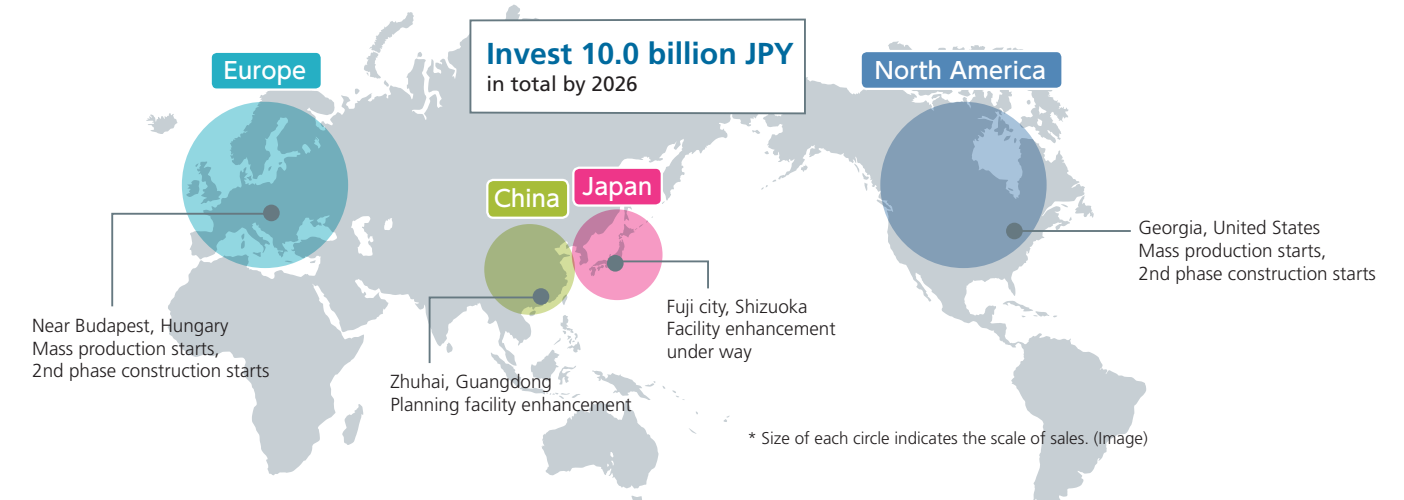 Europe
Invest 10.0 billion JPY
in total by 2026
North America
China
Japan
Georgia, United States
Mass production starts,
2nd phase construction starts
Near Budapest, Hungary
Mass production starts,
2nd phase construction starts
Fuji city, Shizuoka
Facility enhancement
under way
Zhuhai, Guangdong
Planning facility enhancement
* Size of each circle indicates the scale of sales. (Image)